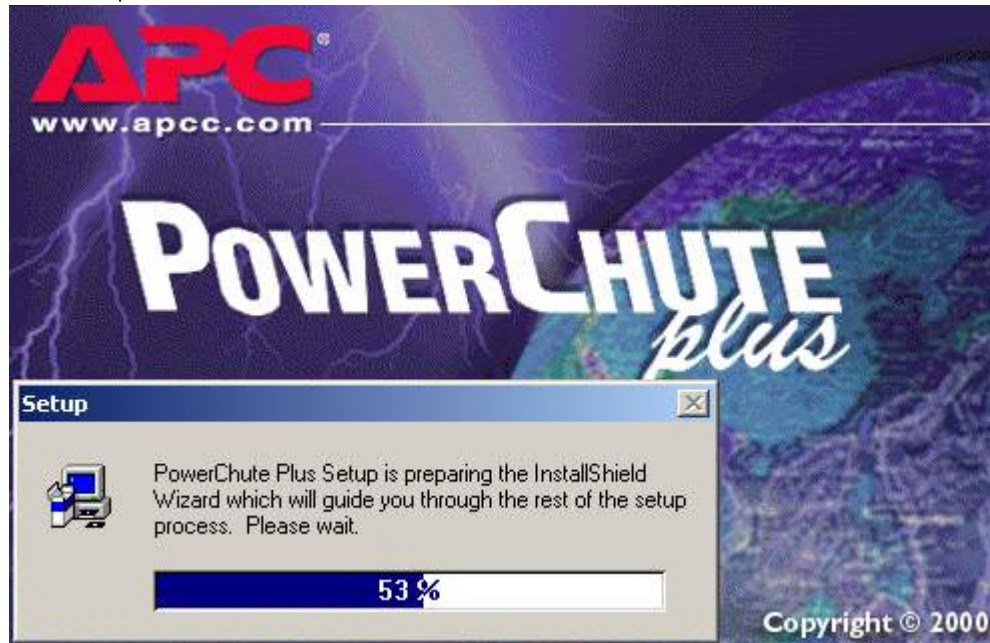 APC®
www.apcc.com
POWERCHUTE
plus
Setup
PowerChute Plus Setup is preparing the InstallShield
Wizard which will guide you through the rest of the setup
process. Please wait.
53 %
Copyright © 2000